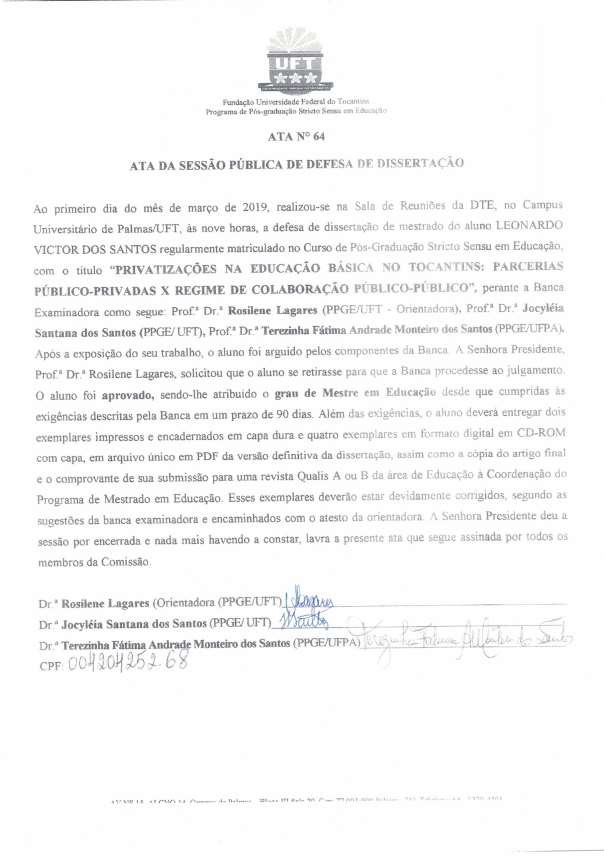 UFT
Fundação Universidade Federal do Tocantins
Programa de Pós-graduação Stricto Sensu em Educação
ATA Nº 64
ATA DA SESSÃO PÚBLICA DE DEFESA DE DISSERTAÇÃO
Ao primeiro dia do mês de março de 2019, realizou-se na Sala de Reuniões da DTE, no Campus
Universitário de Palmas/UFT, às nove horas, a defesa de dissertação de mestrado do aluno LEONARDO
VICTOR DOS SANTOS regularmente matriculado no Curso de Pós-Graduação Stricto Sensu em Educação,
com o título “PRIVATIZAÇÕES NA EDUCAÇÃO BÁSICA NO TOCANTINS: PARCERIAS
PÚBLICO-PRIVADAS X REGIME DE COLABORAÇÃO PÚBLICO-PÚBLICO”, perante a Banca
Examinadora como segue: Prof.ª Dr.ª Rosilene Lagares (PPGE/UFT - Orientadora), Prof.ª Dr.ª Jocyléia
Santana dos Santos (PPGE/ UFT), Prof.ª Dr.ª Terezinha Fátima Andrade Monteiro dos Santos (PPGE/UFPA).
Após a exposição do seu trabalho, o aluno foi arguido pelos componentes da Banca. A Senhora Presidente,
Prof.ª Dr.ª Rosilene Lagares, solicitou que o aluno se retirasse para que a Banca procedesse ao julgamento.
O aluno foi aprovado, sendo-lhe atribuído o grau de Mestre em Educação desde que cumpridas as
exigências descritas pela Banca em um prazo de 90 dias. Além das exigências, o aluno deverá entregar dois
exemplares impressos e encadernados em capa dura e quatro exemplares em formato digital em CD-ROM
com capa, em arquivo único em PDF da versão definitiva da dissertação, assim como a cópia do artigo final
e o comprovante de sua submissão para uma revista Qualis A ou B da área de Educação à Coordenação do
Programa de Mestrado em Educação. Esses exemplares deverão estar devidamente corrigidos, segundo as
sugestões da banca examinadora e encaminhados com o atesto da orientadora. A Senhora Presidente deu a
sessão por encerrada e nada mais havendo a constar, lavra a presente ata que segue assinada por todos os
membros da Comissão.
Dr.ª Rosilene Lagares (Orientadora (PPGE/UFT) Lagares
Dr.ª Jocyléia Santana dos Santos (PPGE/ UFT)
Dr.ª Terezinha Fátima Andrade Monteiro dos Santos (PPGE/UFPA) Terezinha Fátima A. Monteiro dos Santos
CPF: 004204252.68